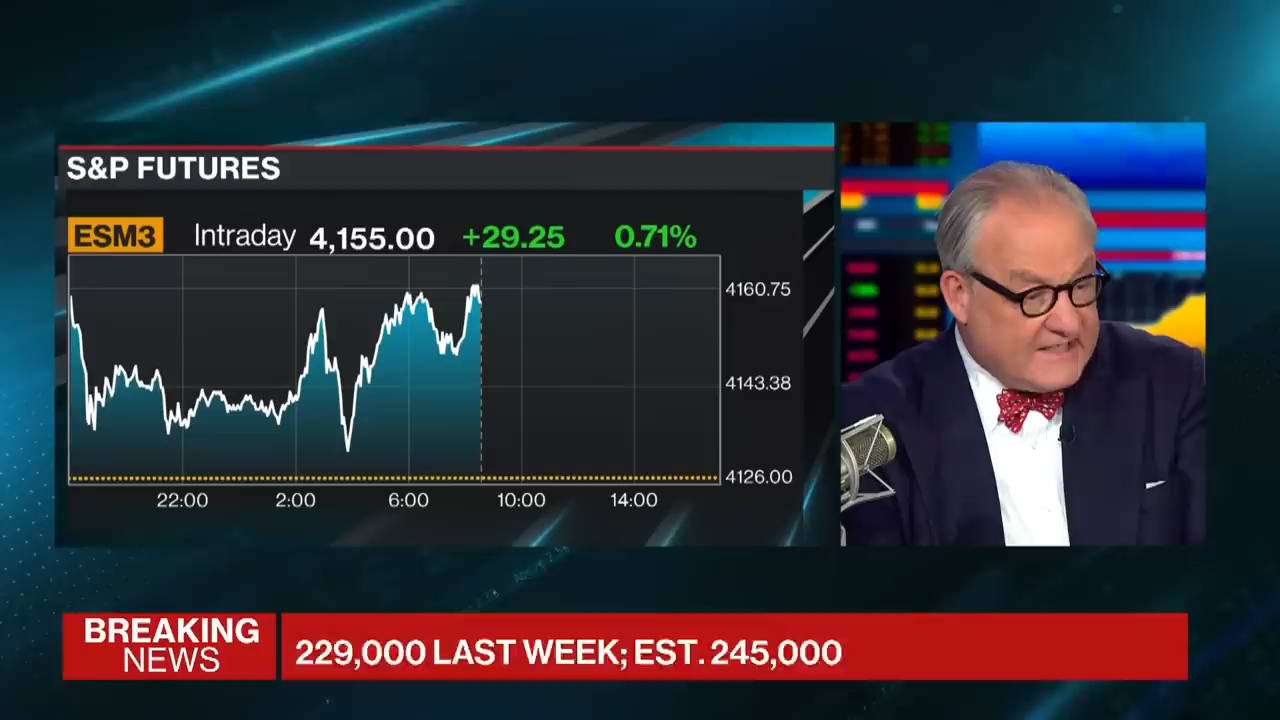 S&P FUTURES
ESM3 Intraday 4,155.00 +29.25 0.71%
4160.75
4143.38
4126.00
22:00 2:00 6:00 10:00 14:00
BREAKING
NEWS
229,000 LAST WEEK; EST. 245,000